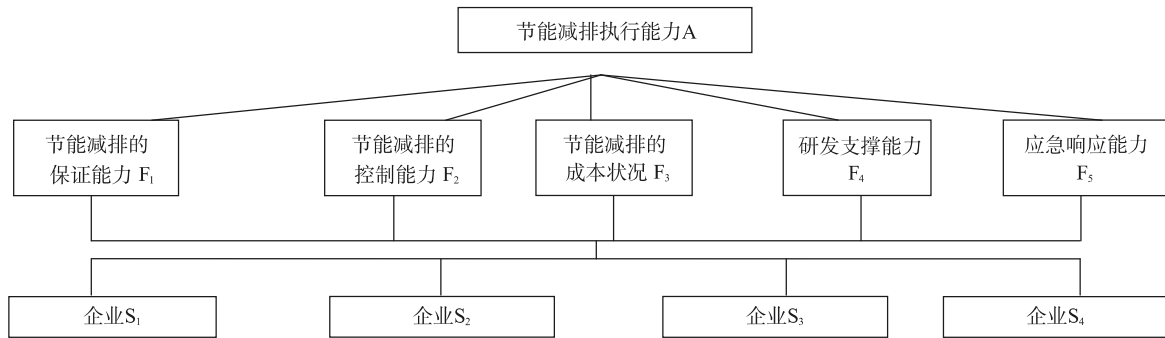 节能减排执行能力A
节能减排的
保证能力 F₁
节能减排的
控制能力 F₂
节能减排的
成本状况 F₃
研发支撑能力
F₄
应急响应能力
F₅
企业S₁
企业S₂
企业S₃
企业S₄